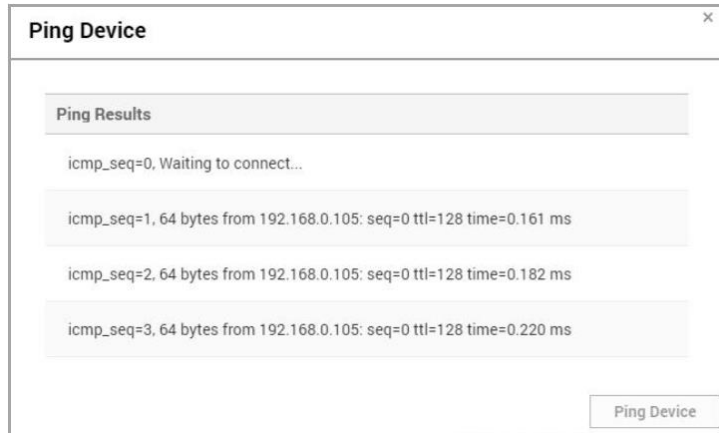 Ping Device
×
Ping Results
icmp_seq=0, Waiting to connect...
icmp_seq=1, 64 bytes from 192.168.0.105: seq=0 ttl=128 time=0.161 ms
icmp_seq=2, 64 bytes from 192.168.0.105: seq=0 ttl=128 time=0.182 ms
icmp_seq=3, 64 bytes from 192.168.0.105: seq=0 ttl=128 time=0.220 ms
Ping Device